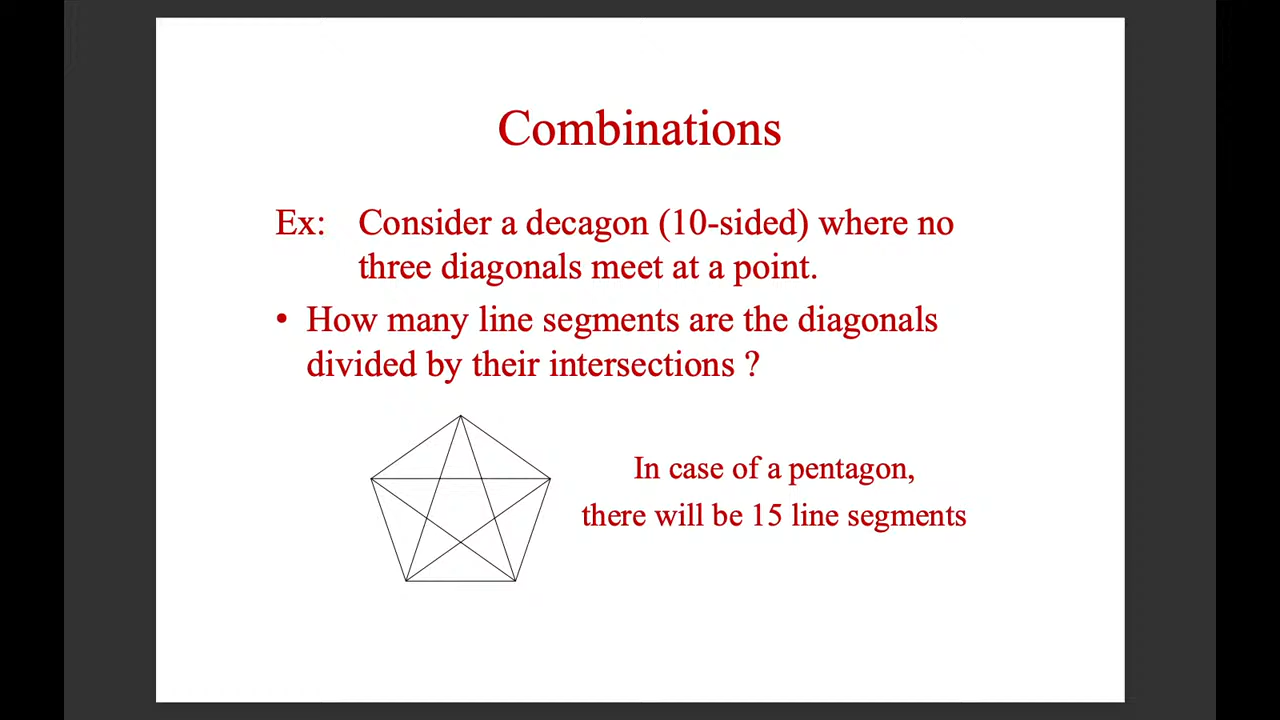 Combinations
Ex: Consider a decagon (10-sided) where no
three diagonals meet at a point.
• How many line segments are the diagonals
divided by their intersections ?
In case of a pentagon,
there will be 15 line segments